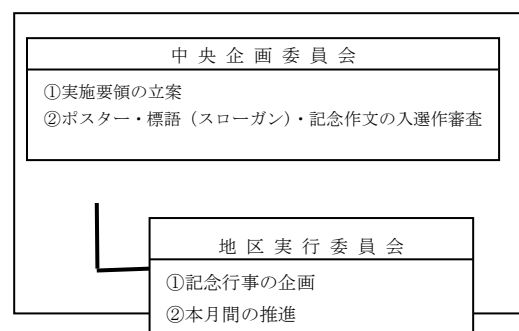 中央企画委員会
①実施要領の立案
②ポスター・標語（スローガン）・記念作文の入選作審査
地区実行委員会
①記念行事の企画
②本月間の推進